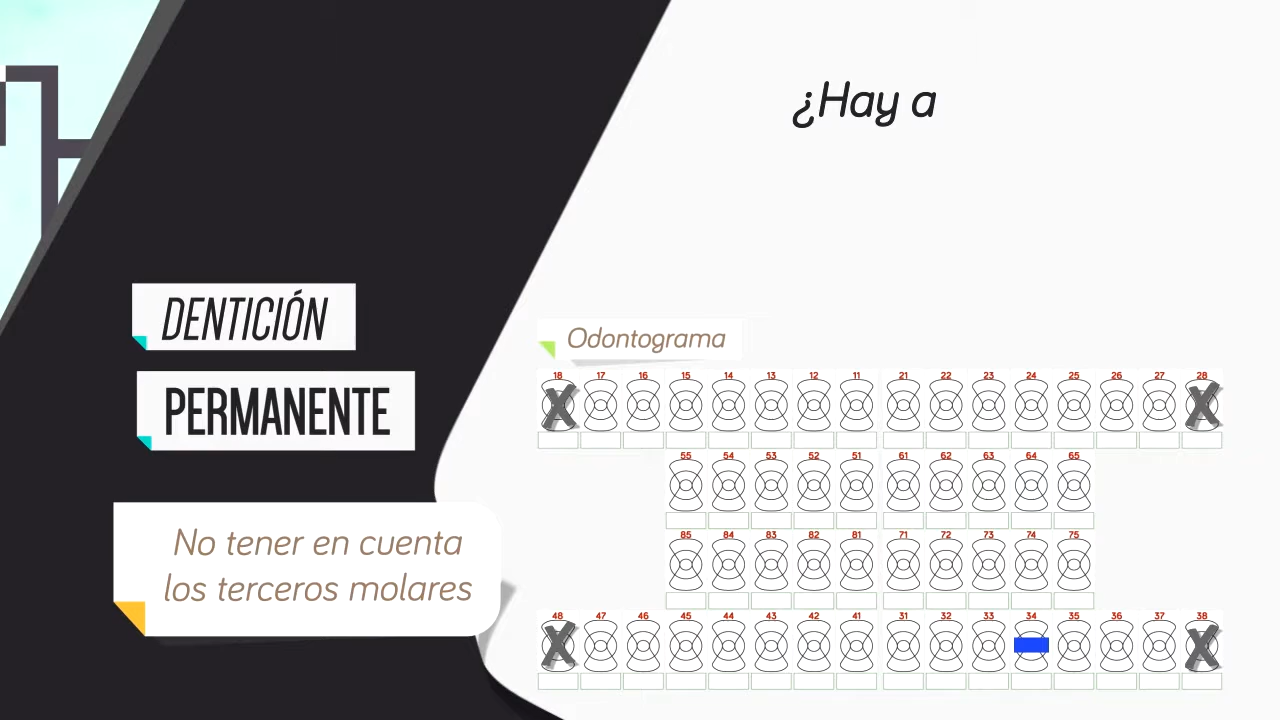 ¿Hay a
DENTICIÓN
PERMANENTE
No tener en cuenta
los terceros molares
Odontograma
18 17 16 15 14 13 12 11 21 22 23 24 25 26 27 28
X X
55 54 53 52 51 61 62 63 64 65
85 84 83 82 81 71 72 73 74 75
48 47 46 45 44 43 42 41 31 32 33 34 35 36 37 38
X X